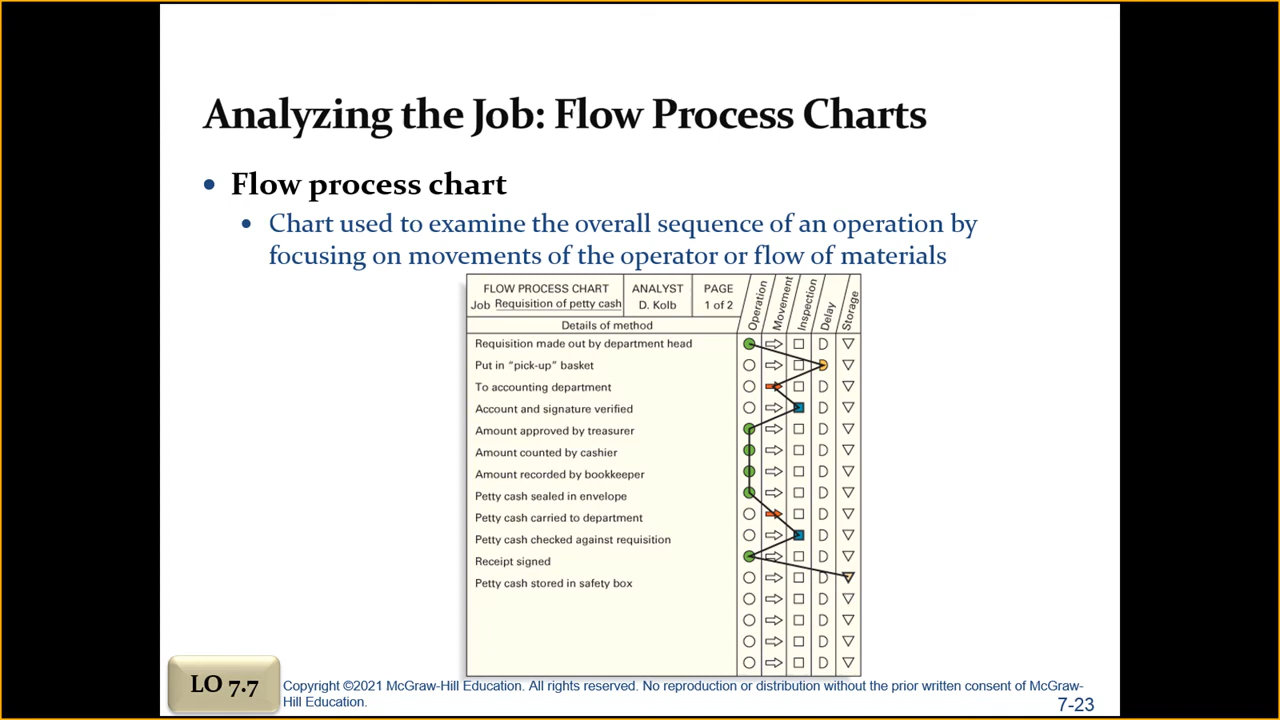 Analyzing the Job: Flow Process Charts
• Flow process chart
• Chart used to examine the overall sequence of an operation by
focusing on movements of the operator or flow of materials
FLOW PROCESS CHART
Job Requisition of petty cash
ANALYST
D. Kolb
PAGE
1 of 2
Operation
Movement
Inspection
Delay
Storage
Details of method
Requisition made out by department head
Put in “pick-up” basket
To accounting department
Account and signature verified
Amount approved by treasurer
Amount counted by cashier
Amount recorded by bookkeeper
Petty cash sealed in envelope
Petty cash carried to department
Petty cash checked against requisition
Receipt signed
Petty cash stored in safety box
LO 7.7
Copyright ©2021 McGraw-Hill Education. All rights reserved. No reproduction or distribution without the prior written consent of McGraw-
Hill Education.
7-23